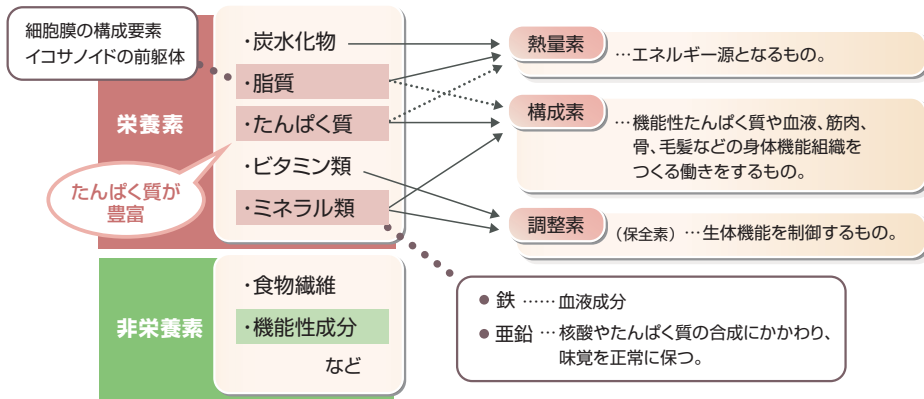 細胞膜の構成要素
イコサノイドの前駆体
栄養素
・炭水化物
・脂質
・たんぱく質
・ビタミン類
・ミネラル類
たんぱく質が
豊富
熱量素
…エネルギー源となるもの。
構成素
…機能性たんぱく質や血液、筋肉、
骨、毛髪などの身体機能組織を
つくる働きをするもの。
調整素
（保全素）…生体機能を制御するもの。
非栄養素
・食物繊維
・機能性成分
など
● 鉄 ……血液成分
● 亜鉛 …核酸やたんぱく質の合成にかかわり、
味覚を正常に保つ。